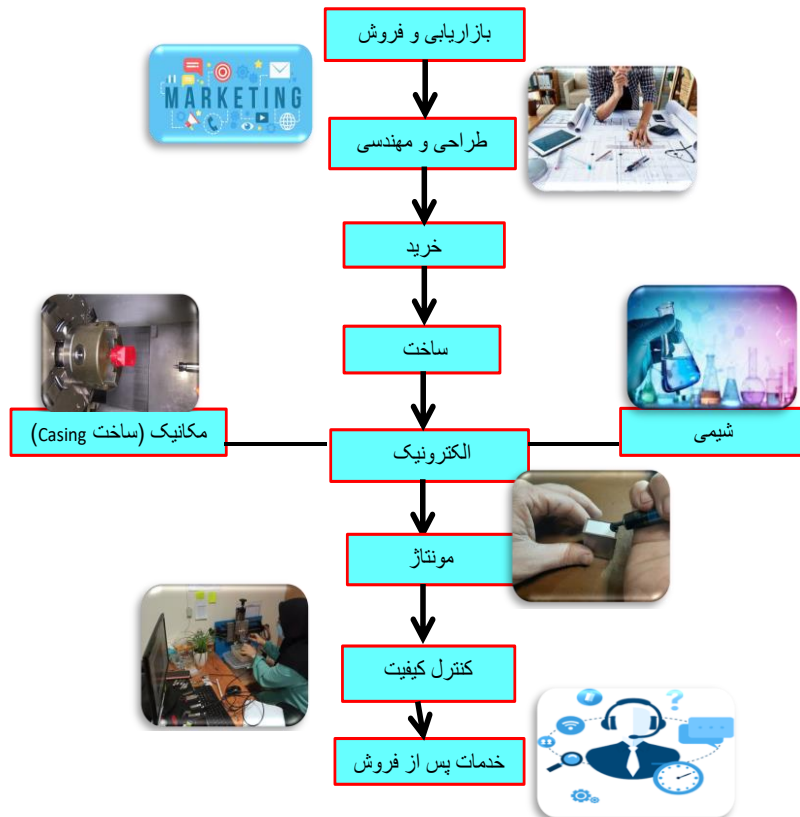 بازاریابی و فروش
MARKETING
طراحی و مهندسی
خرید
ساخت
شیمی
الکترونیک
مکانیک (ساخت Casing)
مونتاژ
کنترل کیفیت
خدمات پس از فروش